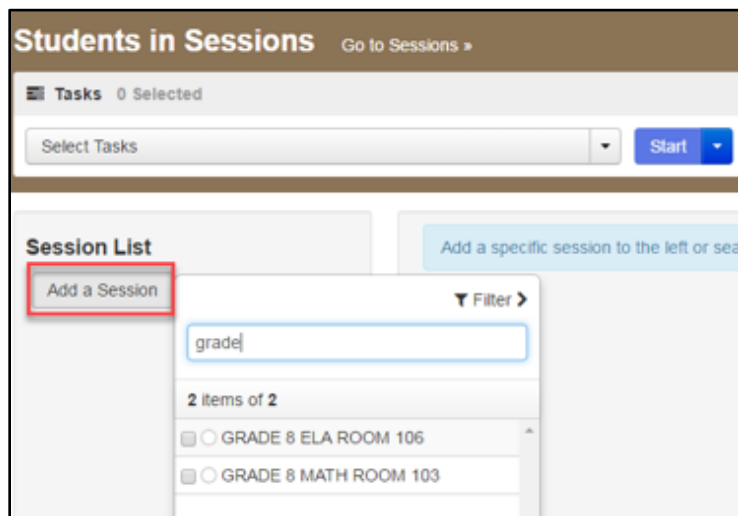 Students in Sessions Go to Sessions »
Tasks 0 Selected
Select Tasks Start
Session List
Add a specific session to the left or sea
Add a Session
Filter
grade
2 items of 2
GRADE 8 ELA ROOM 106
GRADE 8 MATH ROOM 103